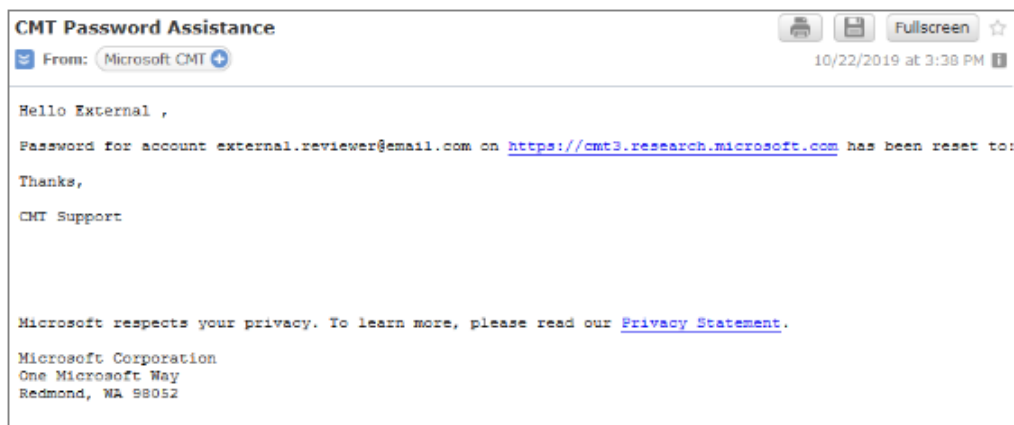 CMT Password Assistance
Fullscreen
From: Microsoft CMT
10/22/2019 at 3:38 PM
Hello External ,
Password for account external.reviewer@email.com on https://cmt3.research.microsoft.com has been reset to:
Thanks,
CMT Support
Microsoft respects your privacy. To learn more, please read our Privacy Statement.
Microsoft Corporation
One Microsoft Way
Redmond, WA 98052